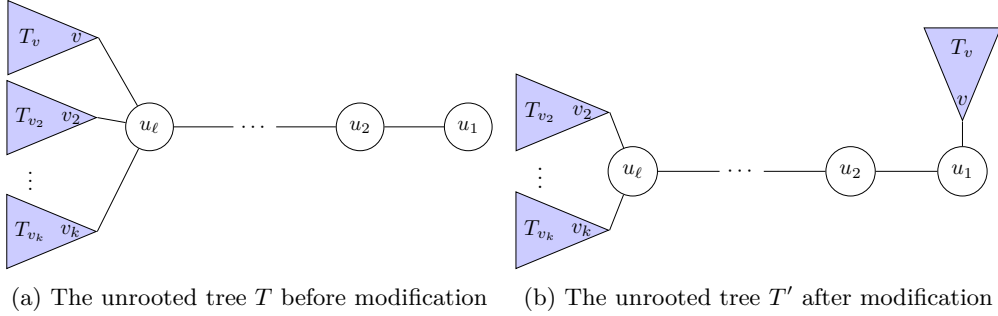 T_v v
T_{v_2} v_2
⋮
T_{v_k} v_k
u_ℓ ⋯ u_2 u_1
(a) The unrooted tree T before modification
T_v
v
T_{v_2} v_2
⋮
T_{v_k} v_k
u_ℓ ⋯ u_2 u_1
(b) The unrooted tree T′ after modification